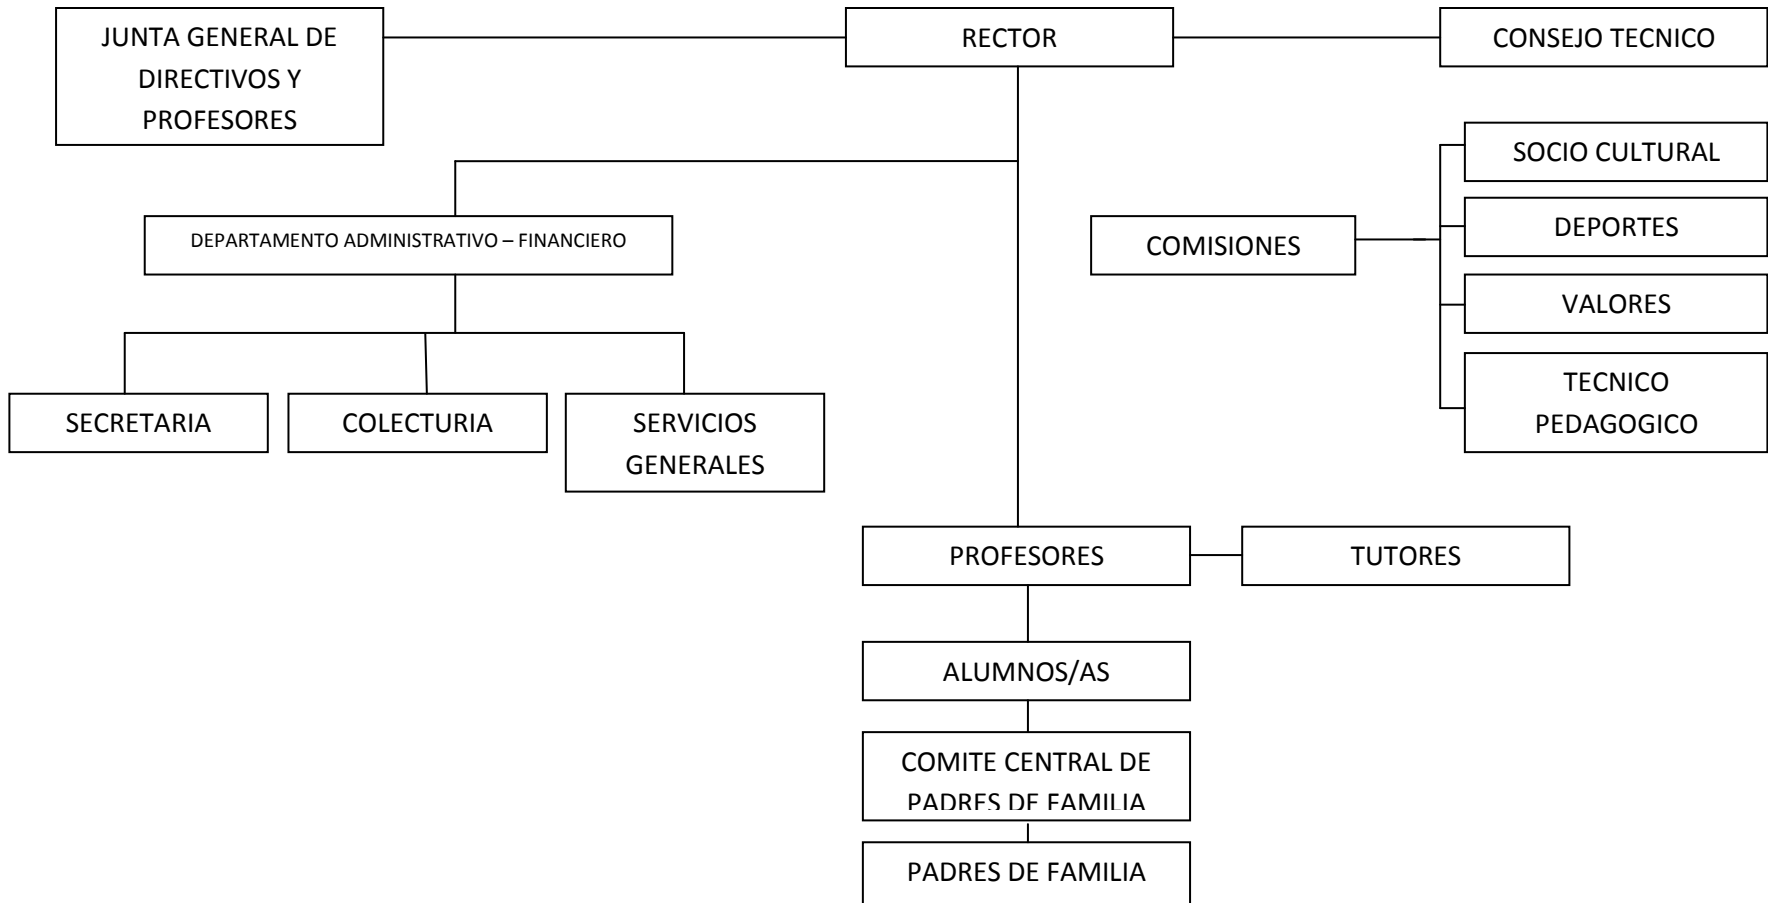 JUNTA GENERAL DE
DIRECTIVOS Y
PROFESORES
RECTOR
CONSEJO TECNICO
SOCIO CULTURAL
DEPORTES
COMISIONES
VALORES
TECNICO
PEDAGOGICO
DEPARTAMENTO ADMINISTRATIVO – FINANCIERO
SECRETARIA
COLECTURIA
SERVICIOS
GENERALES
PROFESORES
TUTORES
ALUMNOS/AS
COMITE CENTRAL DE
PADRES DE FAMILIA
PADRES DE FAMILIA